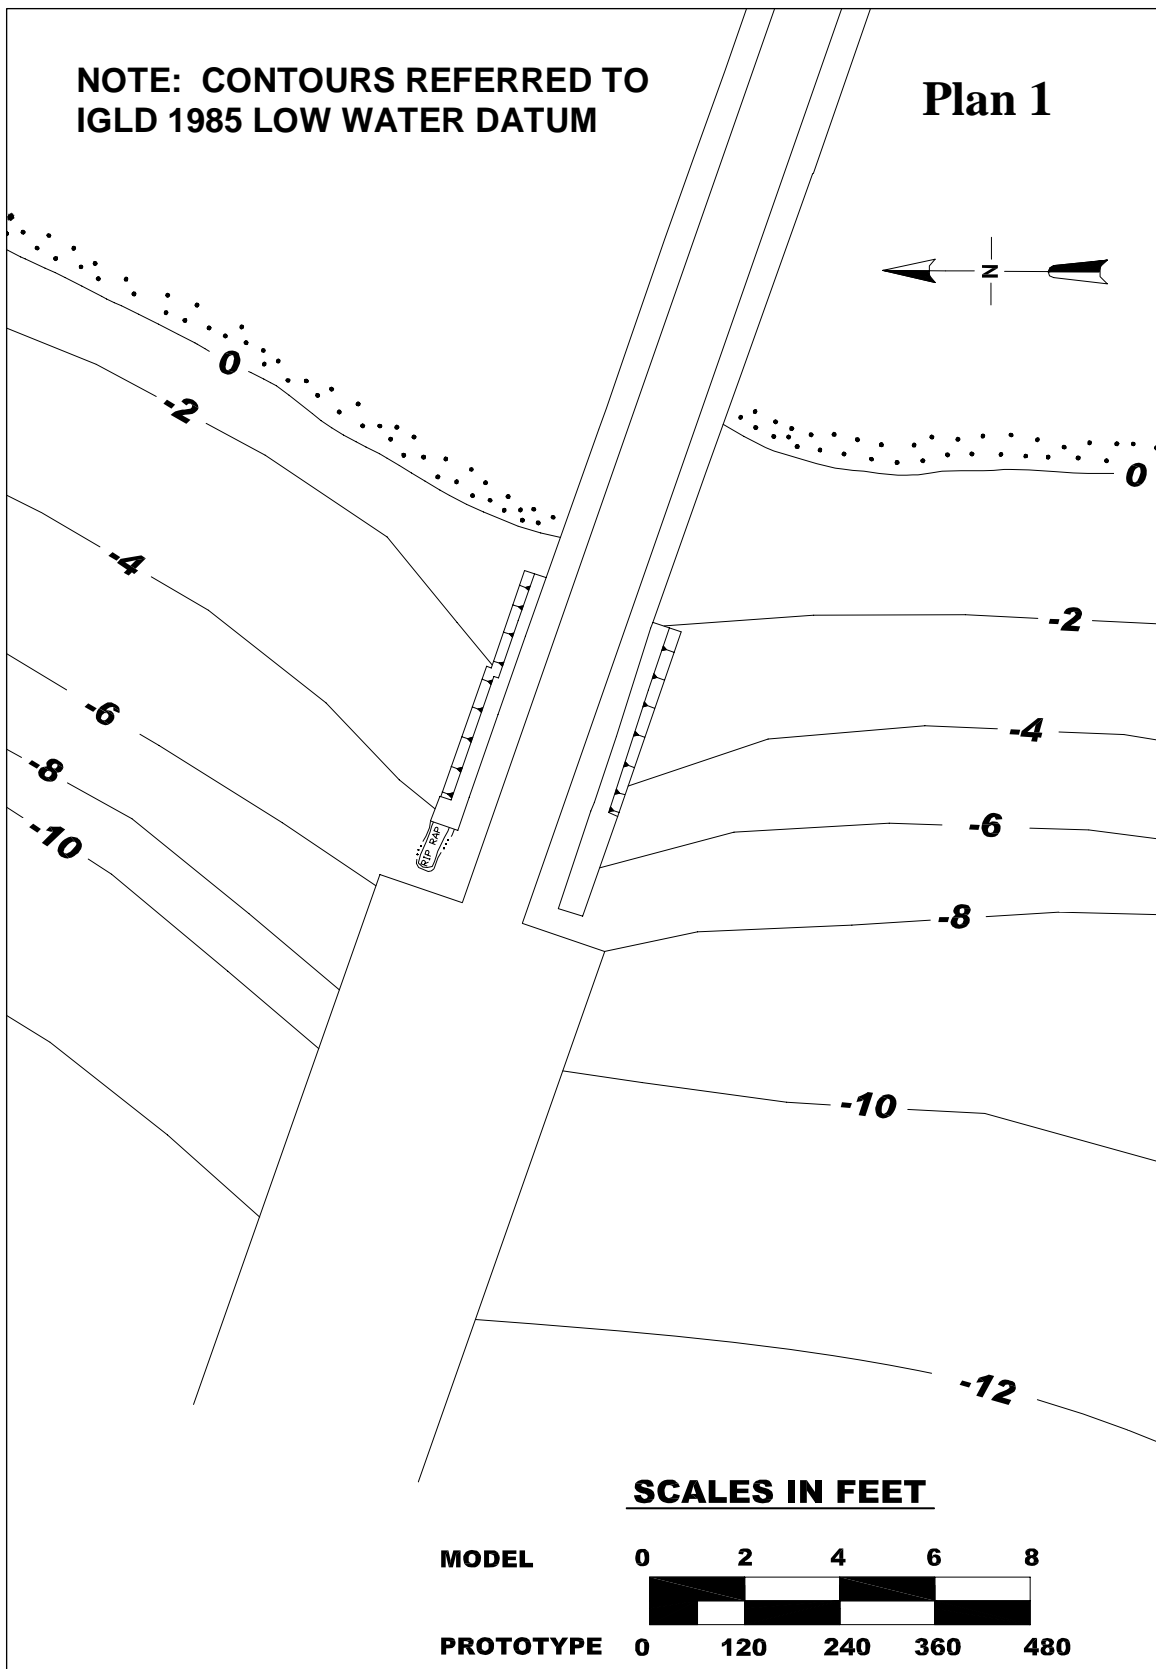 NOTE: CONTOURS REFERRED TO
IGLD 1985 LOW WATER DATUM
Plan 1
N
0
-2
-4
-6
-8
-10
RIP RAP
0
-2
-4
-6
-8
-10
-12
SCALES IN FEET
MODEL 0 2 4 6 8
PROTOTYPE 0 120 240 360 480